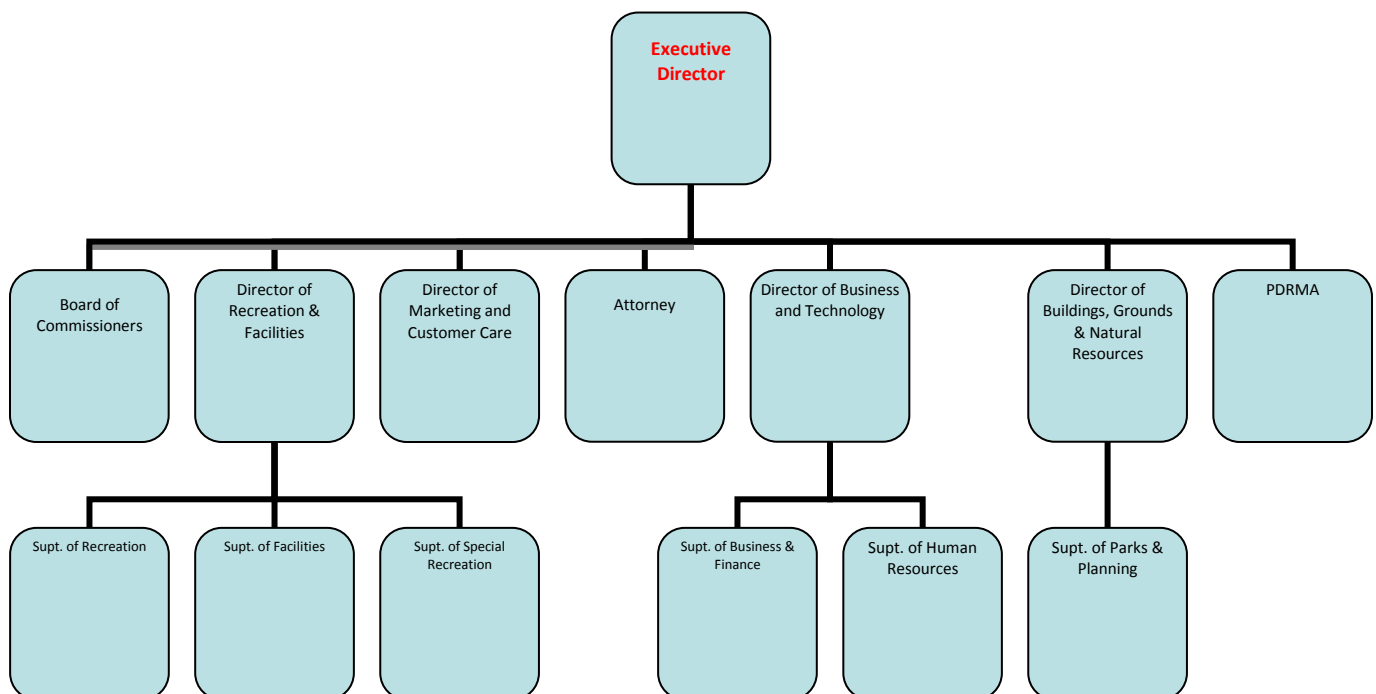 Executive
Director
Board of
Commissioners
Director of
Recreation &
Facilities
Director of
Marketing and
Customer Care
Attorney
Director of Business
and Technology
Director of
Buildings, Grounds
& Natural
Resources
PDRMA
Supt. of Recreation
Supt. of Facilities
Supt. of Special
Recreation
Supt. of Business &
Finance
Supt. of Human
Resources
Supt. of Parks &
Planning